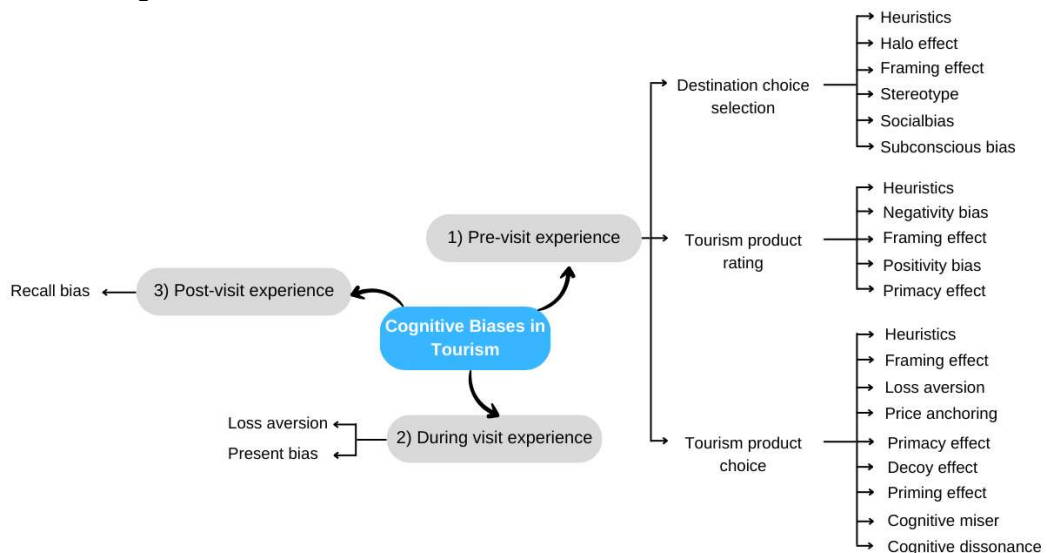 Heuristics
Halo effect
Framing effect
Stereotype
Socialbias
Subconscious bias
Destination choice
selection
Heuristics
Negativity bias
Framing effect
Positivity bias
Primacy effect
Tourism product
rating
1) Pre-visit experience
Recall bias
3) Post-visit experience
Cognitive Biases in
Tourism
Heuristics
Framing effect
Loss aversion
Price anchoring
Primacy effect
Decoy effect
Priming effect
Cognitive miser
Cognitive dissonance
Tourism product
choice
Loss aversion
Present bias
2) During visit experience